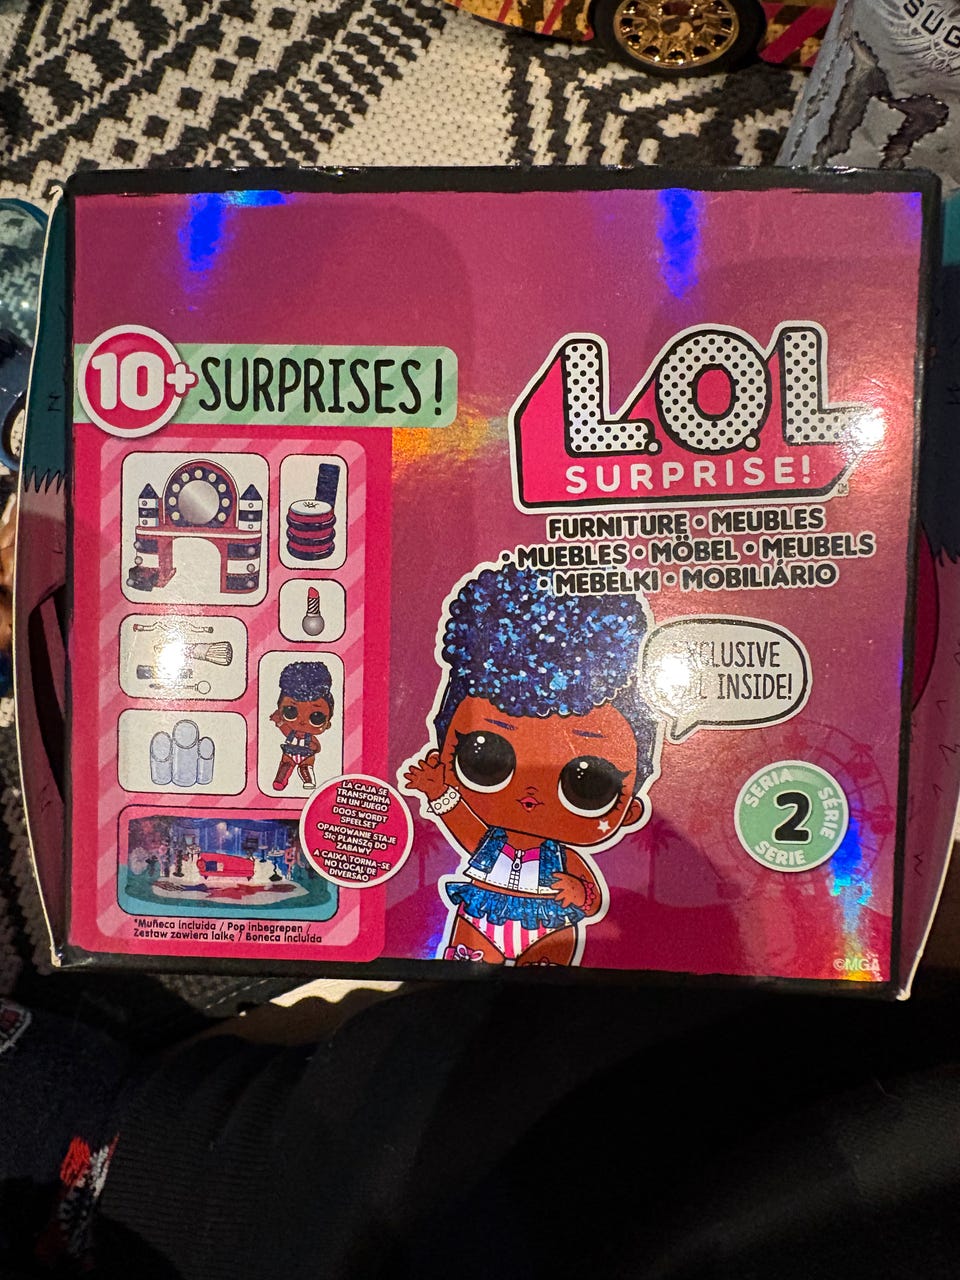 SUG
10+ SURPRISES!
L.O.L
SURPRISE!
FURNITURE • MEUBLES
• MUEBLES • MÖBEL • MEUBELS
• MEBELKI • MOBILIÁRIO
EXCLUSIVE
INSIDE!
SERIA SÉRIE
2
SERIE
LA CAJA SE
TRANSFORMA
EN UN JUEGO
DOOS WORDT
SPEELSET
OPAKOWANIE STAJE
SIĘ PLANSZĄ DO
ZABAWY
A CAIXA TORNA-SE
NO LOCAL DE
DIVERSÃO
*Muñeca incluida / Pop inbegrepen /
Zestaw zawiera lalkę / Boneca incluída
©MGA